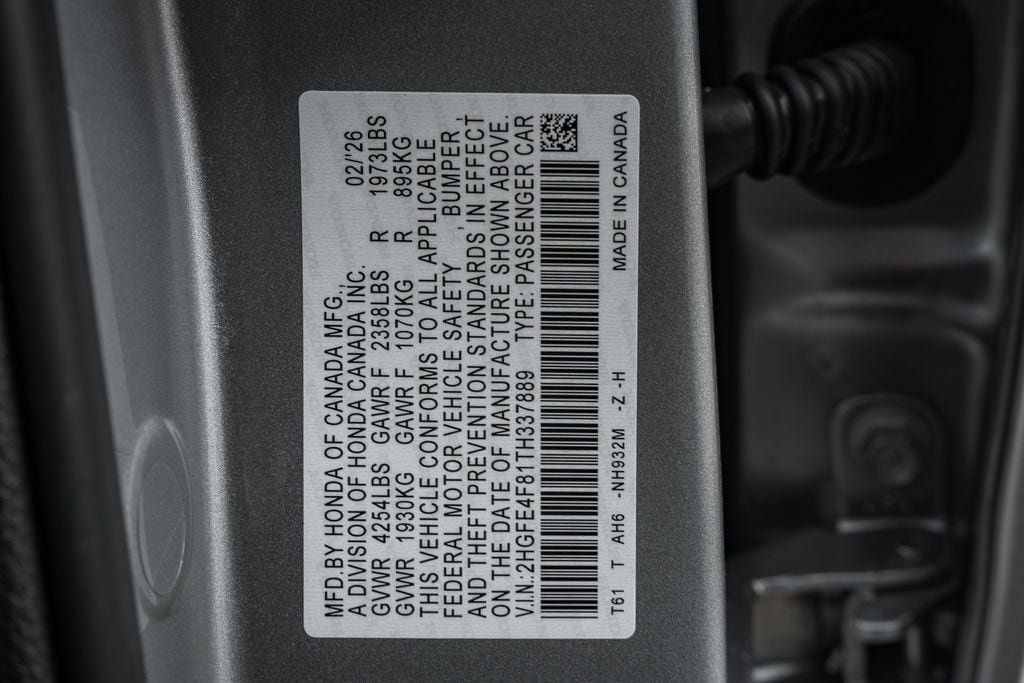 MFD.BY HONDA OF CANADA MFG.,
A DIVISION OF HONDA CANADA INC. 02/'26
GVWR 4254LBS GAWR F 2358LBS R 1973LBS
GVWR 1930KG GAWR F 1070KG R 895KG
THIS VEHICLE CONFORMS TO ALL APPLICABLE
FEDERAL MOTOR VEHICLE SAFETY , BUMPER ,
AND THEFT PREVENTION STANDARDS IN EFFECT
ON THE DATE OF MANUFACTURE SHOWN ABOVE.
V.I.N.:2HGFE4F81TH337889 TYPE: PASSENGER CAR
T61 T AH6 -NH932M -Z -H MADE IN CANADA